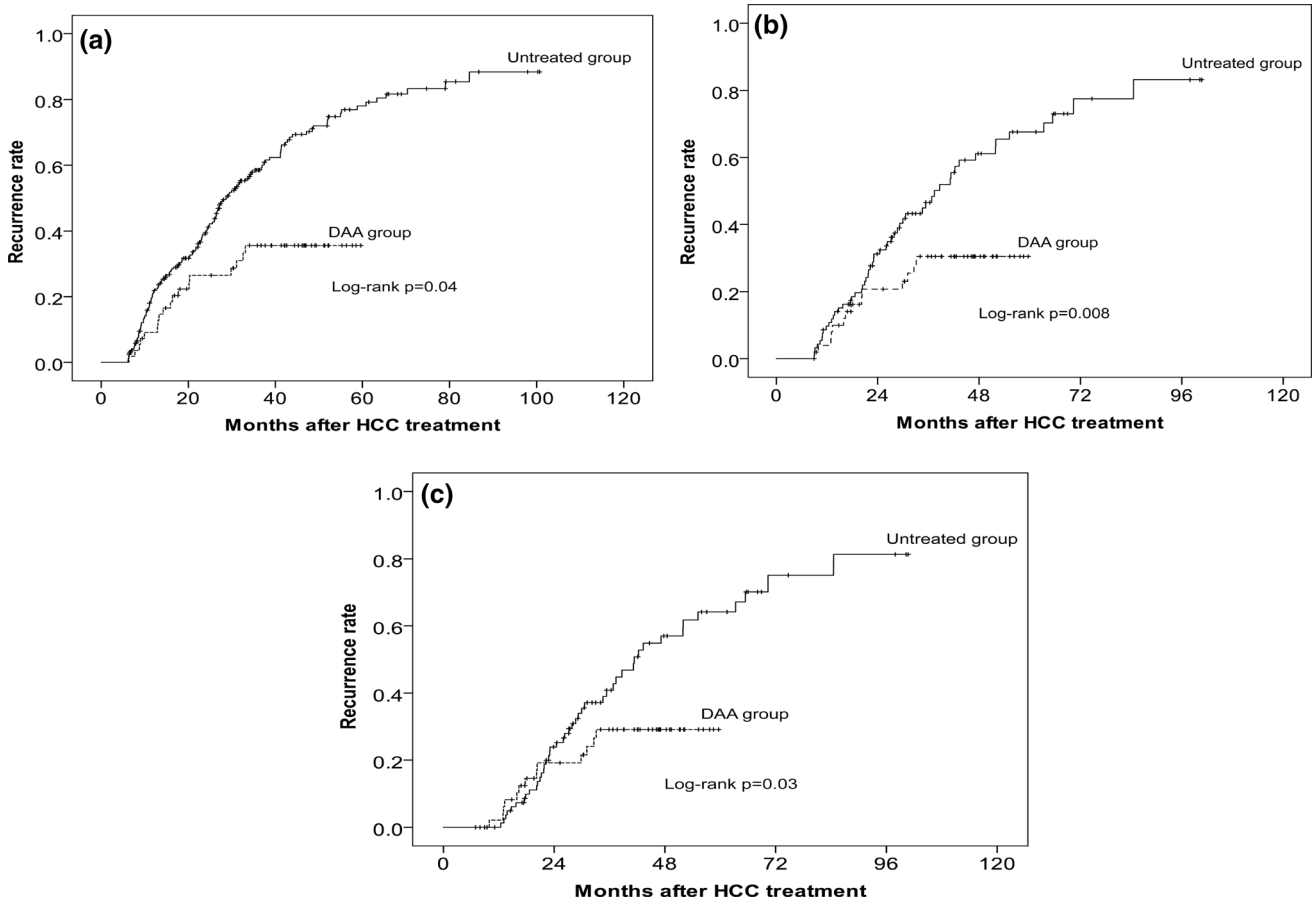 (a)
1.0
0.8
0.6
0.4
0.2
0.0
Recurrence rate
Untreated group
DAA group
Log-rank p=0.04
0 20 40 60 80 100 120
Months after HCC treatment
(b)
1.0
0.8
0.6
0.4
0.2
0.0
Recurrence rate
Untreated group
DAA group
Log-rank p=0.008
0 24 48 72 96 120
Months after HCC treatment
(c)
1.0
0.8
0.6
0.4
0.2
0.0
Recurrence rate
Untreated group
DAA group
Log-rank p=0.03
0 24 48 72 96 120
Months after HCC treatment